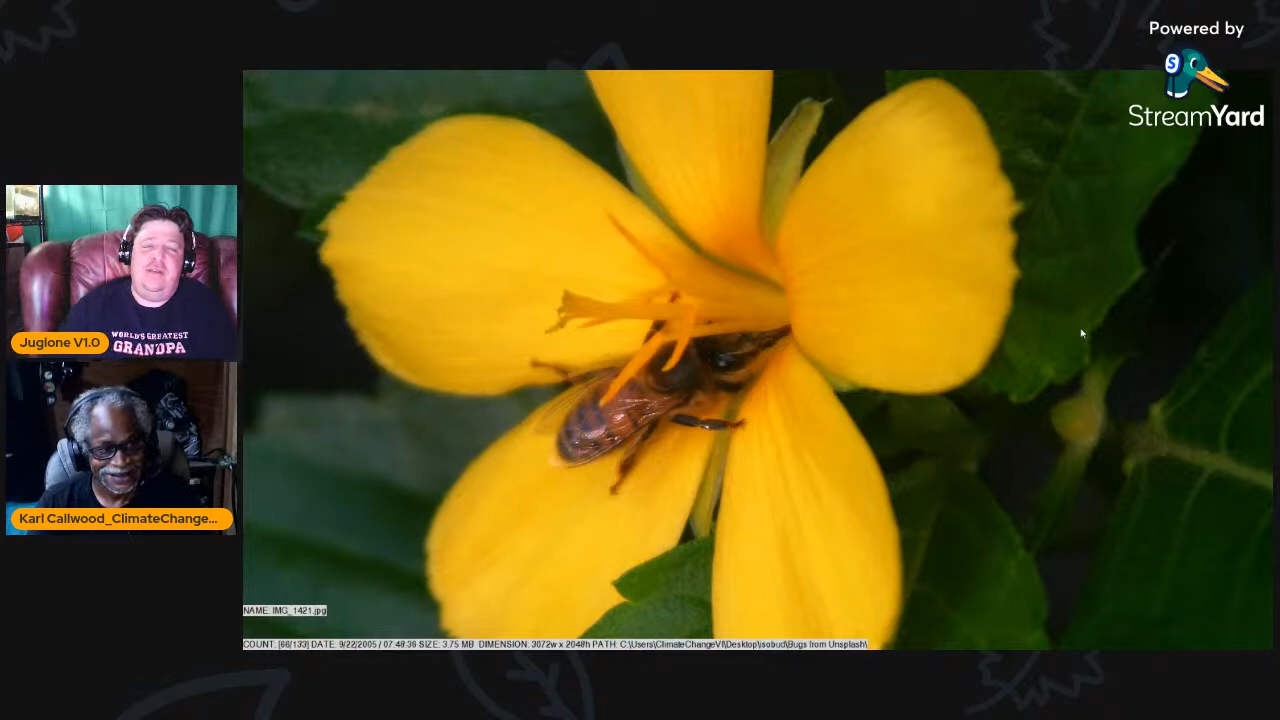 Powered by
StreamYard
WORLD'S GREATEST
GRANDPA
Juglone V1.0
Karl Callwood_ClimateChange...
NAME: IMG_1421.jpg
COUNT: [66/133] DATE: 9/22/2005 / 07:48:36 SIZE: 3.75 MB DIMENSION: 3072w x 2048h PATH: C:\Users\ClimateChangeVI\Desktop\isobud\Bugs from Unsplash\